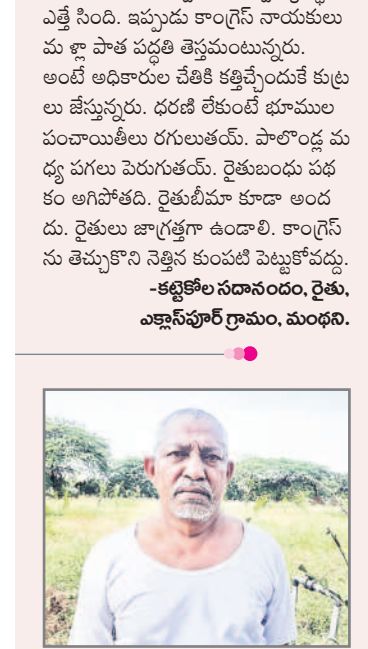 ఎత్తే సింది. ఇప్పుడు కాంగ్రెస్ నాయకులు
మ ళ్లా పాత పద్ధతి తెస్తమంటున్నరు.
అంటే అధికారుల చేతికి కత్తిచ్చేందుకే కుట్ర
లు జేస్తున్నరు. ధరణి లేకుంటే భూముల
పంచాయితీలు రగులుతయ్. పాలొండ్ల మ
ధ్య పగలు పెరుగుతయ్. రైతుబంధు పథ
కం అగిపోతది. రైతుబీమా కూడా అంద
దు. రైతులు జాగ్రత్తగా ఉండాలి. కాంగ్రెస్
ను తెచ్చుకొని నెత్తిన కుంపటి పెట్టుకోవద్దు.
-కట్టెకోల సదానందం, రైతు,
ఎక్లాస్‌పూర్ గ్రామం, మంథని.